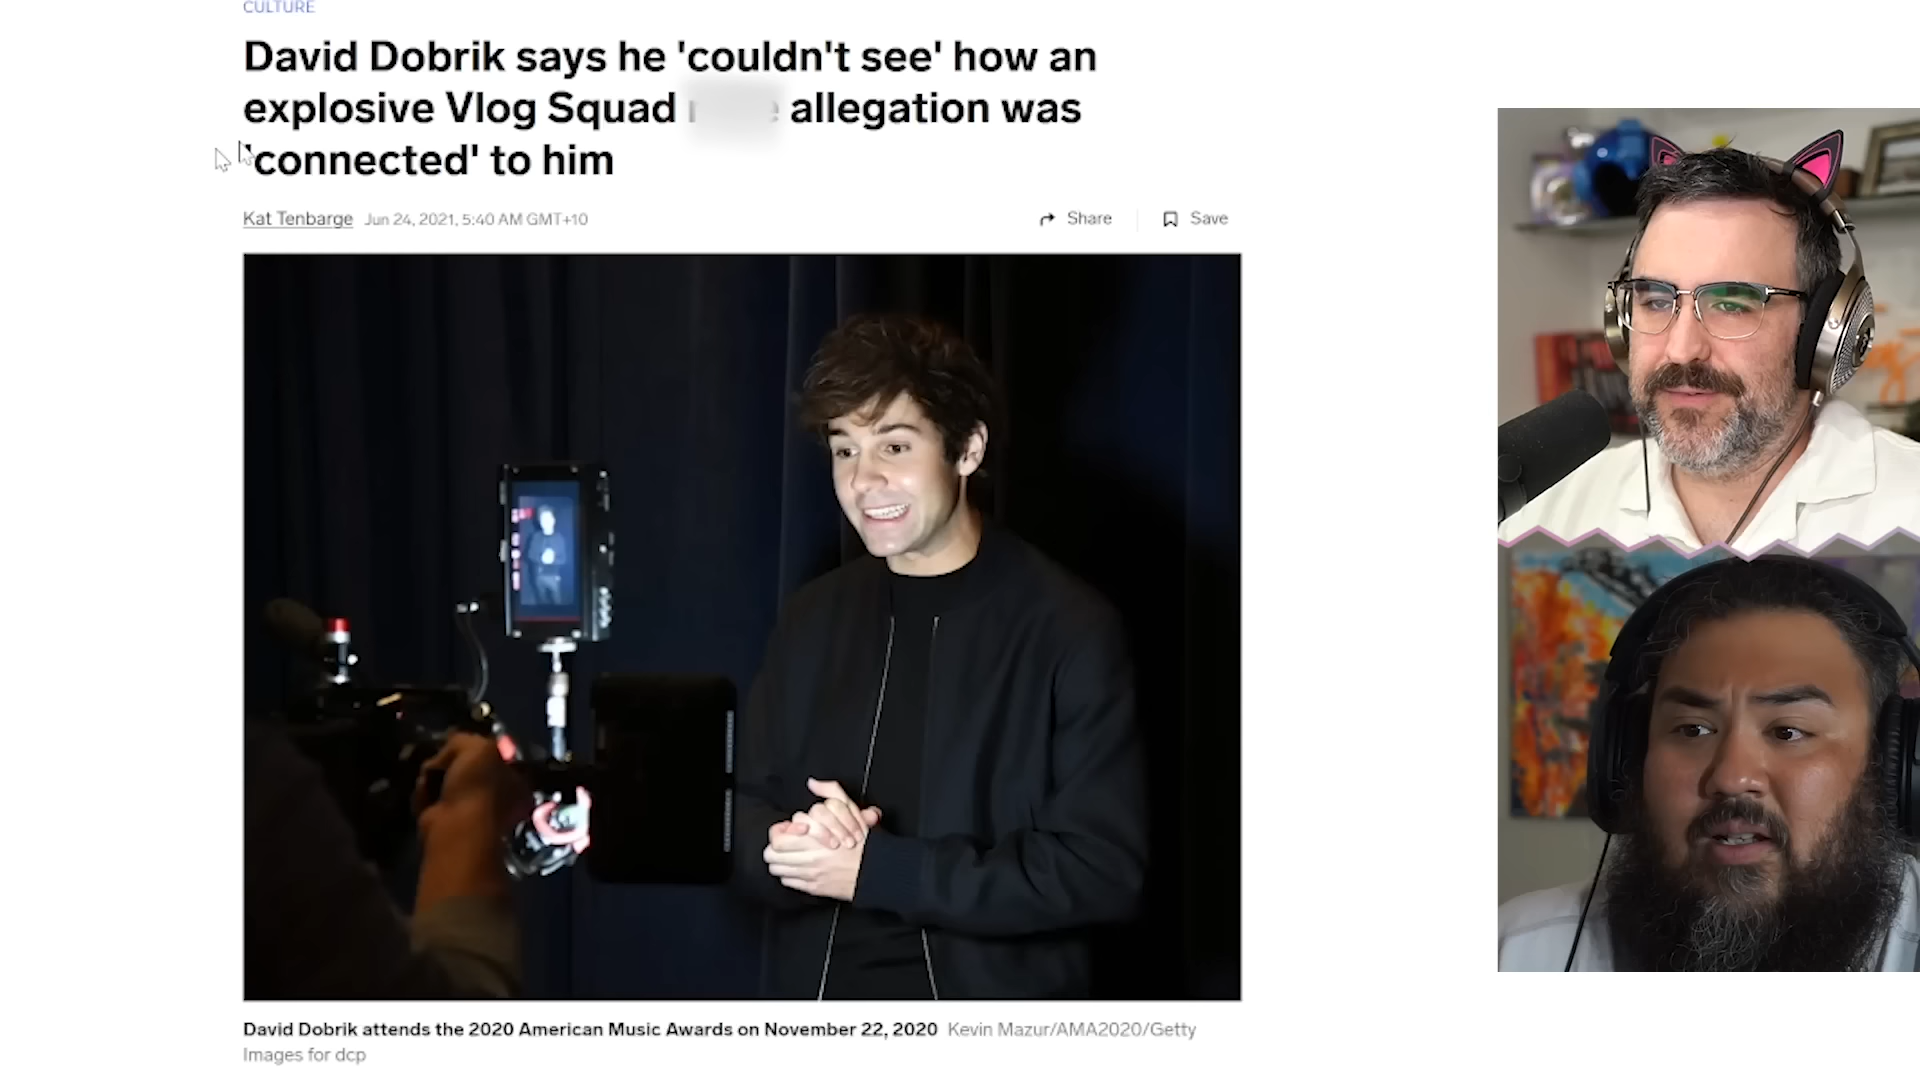 CULTURE
David Dobrik says he 'couldn't see' how an
explosive Vlog Squad allegation was
'connected' to him
Kat Tenbarge Jun 24, 2021, 5:40 AM GMT+10
Share
Save
David Dobrik attends the 2020 American Music Awards on November 22, 2020 Kevin Mazur/AMA2020/Getty
Images for dcp